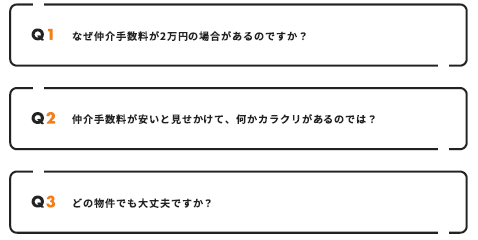 Q1 なぜ仲介手数料が2万円の場合があるのですか？
Q2 仲介手数料が安いと見せかけて、何かカラクリがあるのでは？
Q3 どの物件でも大丈夫ですか？